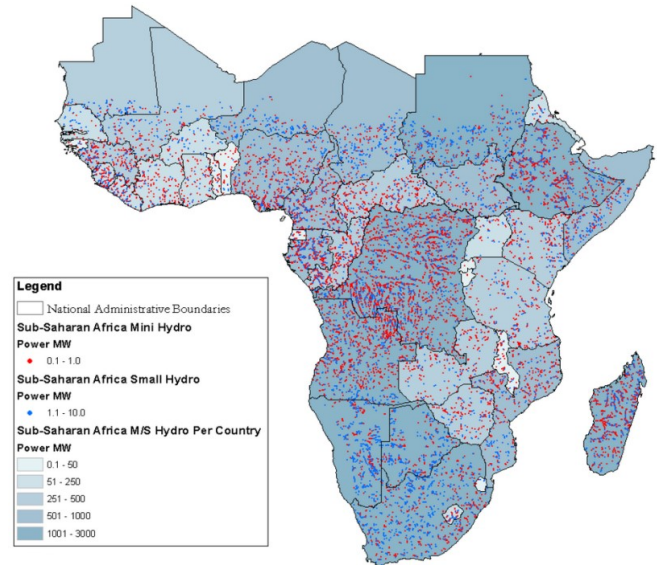 Legend
National Administrative Boundaries
Sub-Saharan Africa Mini Hydro
Power MW
0.1 - 1.0
Sub-Saharan Africa Small Hydro
Power MW
1.1 - 10.0
Sub-Saharan Africa M/S Hydro Per Country
Power MW
0.1 - 50
51 - 250
251 - 500
501 - 1000
1001 - 3000